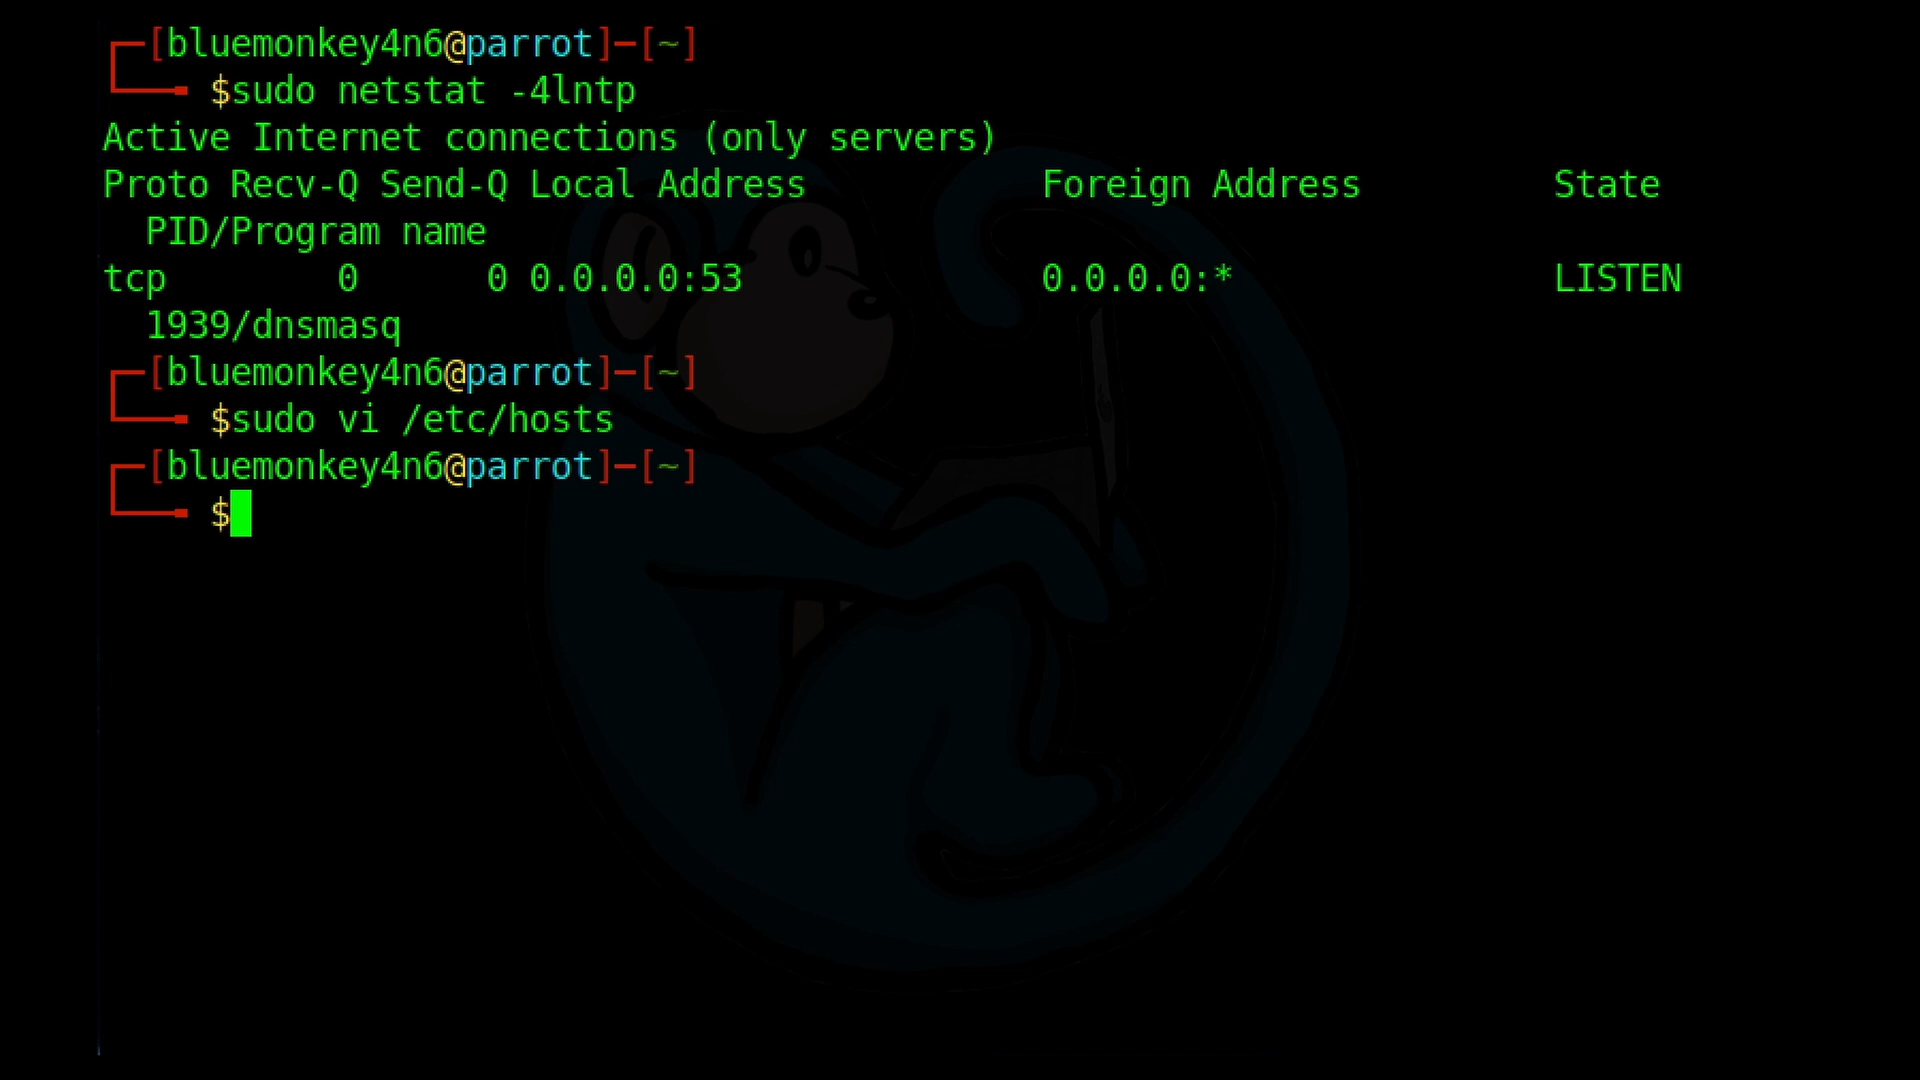 ┌─[bluemonkey4n6@parrot]─[~]
└──╼ $sudo netstat -4lntp
Active Internet connections (only servers)
Proto Recv-Q Send-Q Local Address           Foreign Address         State
  PID/Program name
tcp        0      0 0.0.0.0:53              0.0.0.0:*               LISTEN
  1939/dnsmasq
┌─[bluemonkey4n6@parrot]─[~]
└──╼ $sudo vi /etc/hosts
┌─[bluemonkey4n6@parrot]─[~]
└──╼ $